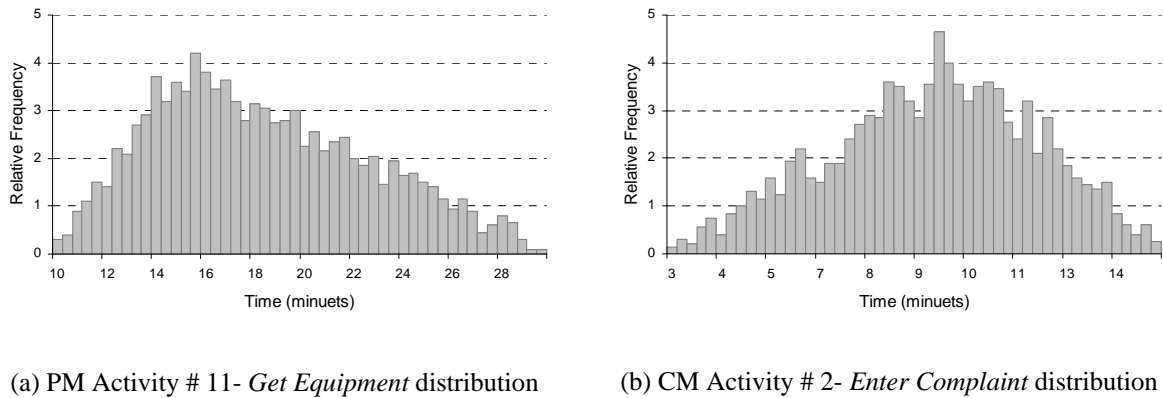 5
4
3
2
1
0
Relative Frequency
10 12 14 16 18 20 22 24 26 28
Time (minuets)
5
4
3
2
1
0
Relative Frequency
3 4 5 7 8 9 10 11 13 14
Time (minuets)
(a) PM Activity # 11- Get Equipment distribution
(b) CM Activity # 2- Enter Complaint distribution